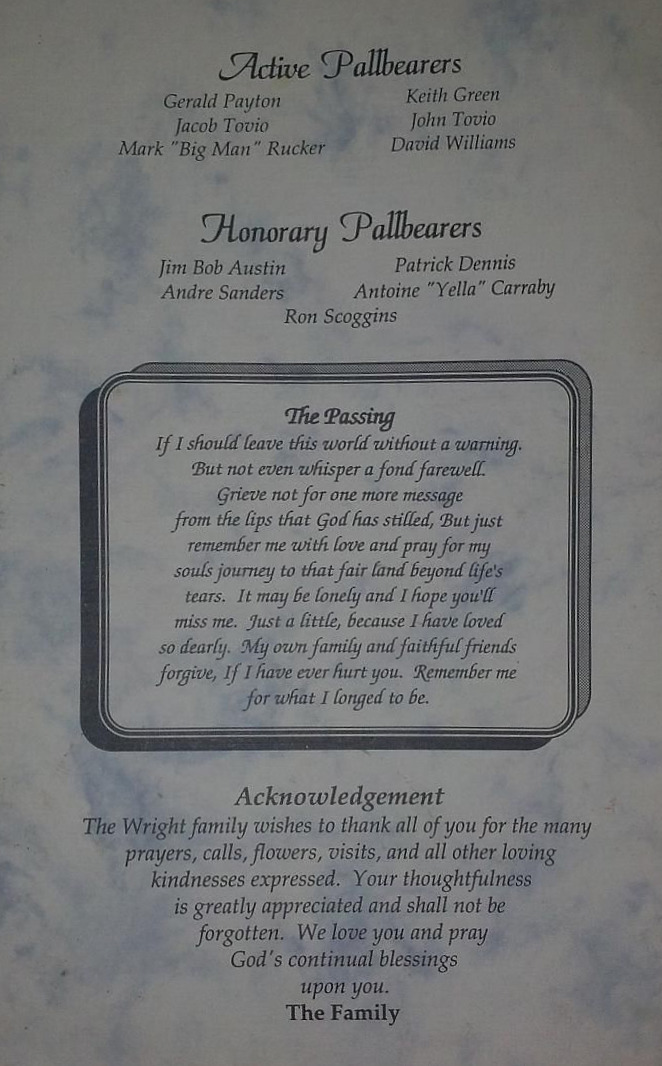 Active Pallbearers
Gerald Payton Keith Green
Jacob Tovio John Tovio
Mark "Big Man" Rucker David Williams
Honorary Pallbearers
Jim Bob Austin Patrick Dennis
Andre Sanders Antoine "Yella" Carraby
Ron Scoggins
The Passing
If I should leave this world without a warning.
But not even whisper a fond farewell.
Grieve not for one more message
from the lips that God has stilled, But just
remember me with love and pray for my
souls journey to that fair land beyond life's
tears. It may be lonely and I hope you'll
miss me. Just a little, because I have loved
so dearly. My own family and faithful friends
forgive, If I have ever hurt you. Remember me
for what I longed to be.
Acknowledgement
The Wright family wishes to thank all of you for the many
prayers, calls, flowers, visits, and all other loving
kindnesses expressed. Your thoughtfulness
is greatly appreciated and shall not be
forgotten. We love you and pray
God's continual blessings
upon you.
The Family